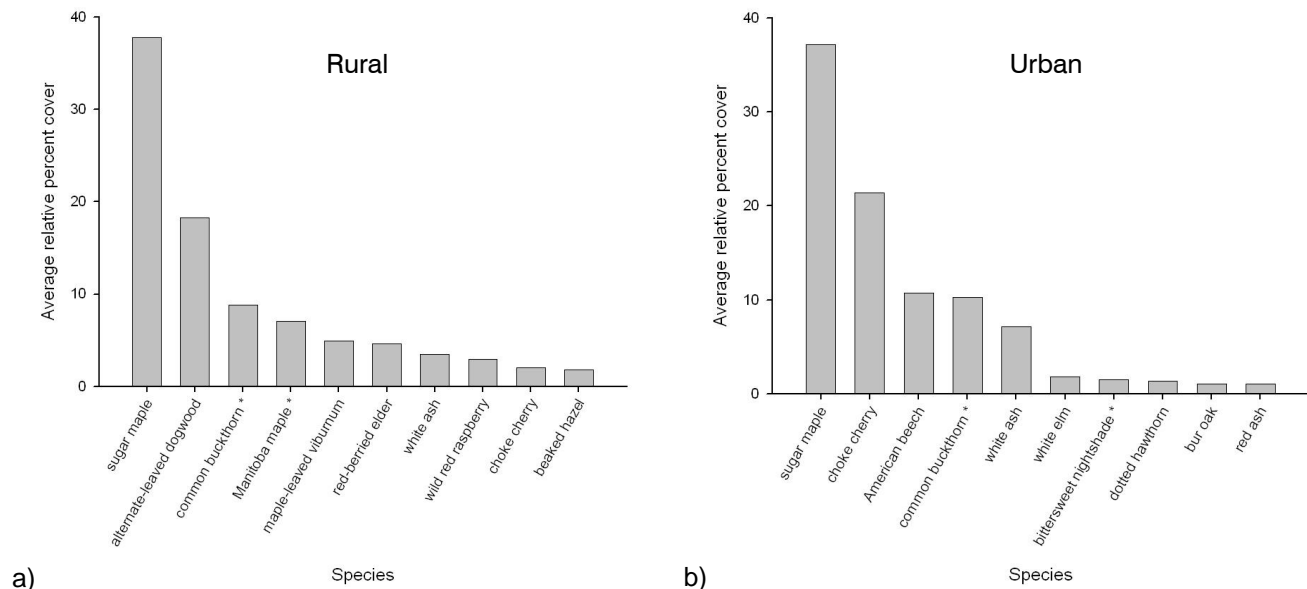 Rural
Average relative percent cover
40
30
20
10
0
sugar maple
alternate-leaved dogwood
common buckthorn *
Manitoba maple *
maple-leaved viburnum
red-berried elder
white ash
wild red raspberry
choke cherry
beaked hazel
Species
a)
Urban
Average relative percent cover
40
30
20
10
0
sugar maple
choke cherry
American beech
common buckthorn *
white ash
white elm
bittersweet nightshade *
dotted hawthorn
bur oak
red ash
Species
b)